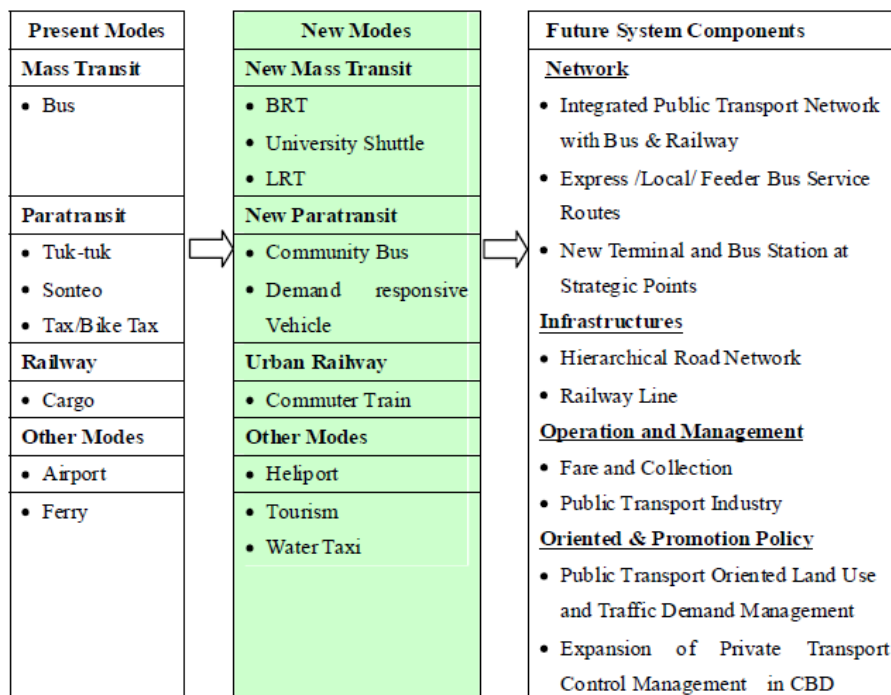 Present Modes
Mass Transit
• Bus
Paratransit
• Tuk-tuk
• Sonteo
• Tax/Bike Tax
Railway
• Cargo
Other Modes
• Airport
• Ferry
New Modes
New Mass Transit
• BRT
• University Shuttle
• LRT
New Paratransit
• Community Bus
• Demand responsive
Vehicle
Urban Railway
• Commuter Train
Other Modes
• Heliport
• Tourism
• Water Taxi
Future System Components
Network
• Integrated Public Transport Network
with Bus & Railway
• Express /Local/ Feeder Bus Service
Routes
• New Terminal and Bus Station at
Strategic Points
Infrastructures
• Hierarchical Road Network
• Railway Line
Operation and Management
• Fare and Collection
• Public Transport Industry
Oriented & Promotion Policy
• Public Transport Oriented Land Use
and Traffic Demand Management
• Expansion of Private Transport
Control Management in CBD